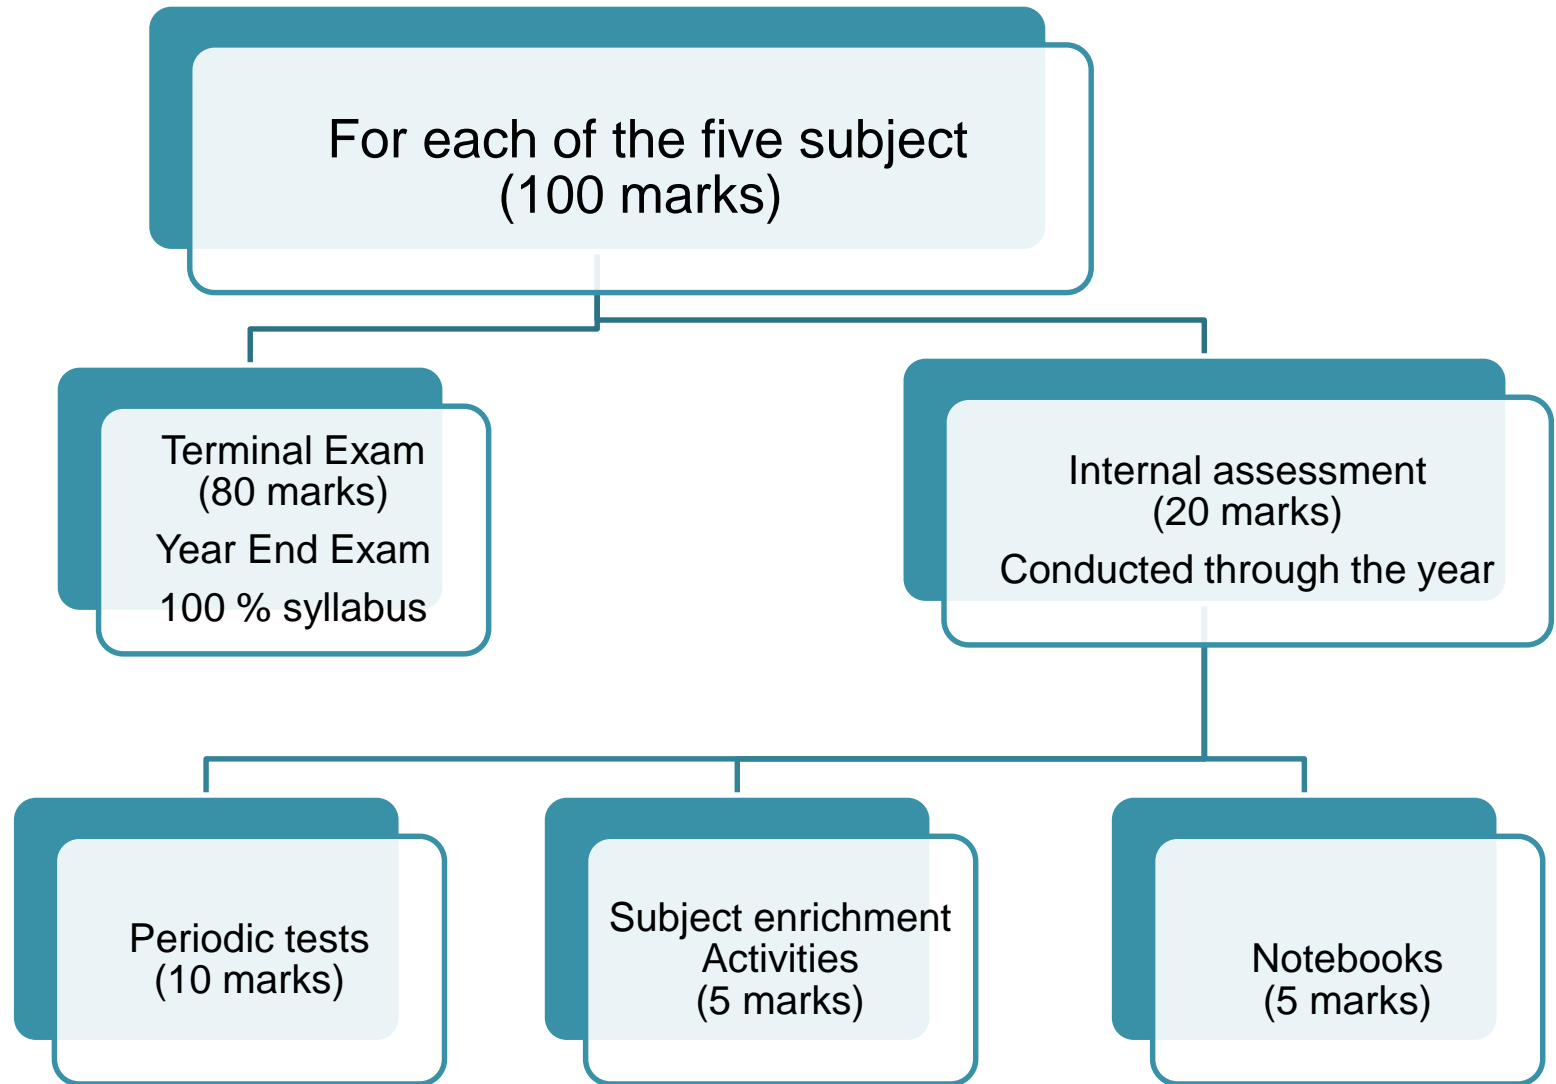 For each of the five subject
(100 marks)
Terminal Exam
(80 marks)
Year End Exam
100 % syllabus
Internal assessment
(20 marks)
Conducted through the year
Periodic tests
(10 marks)
Subject enrichment
Activities
(5 marks)
Notebooks
(5 marks)